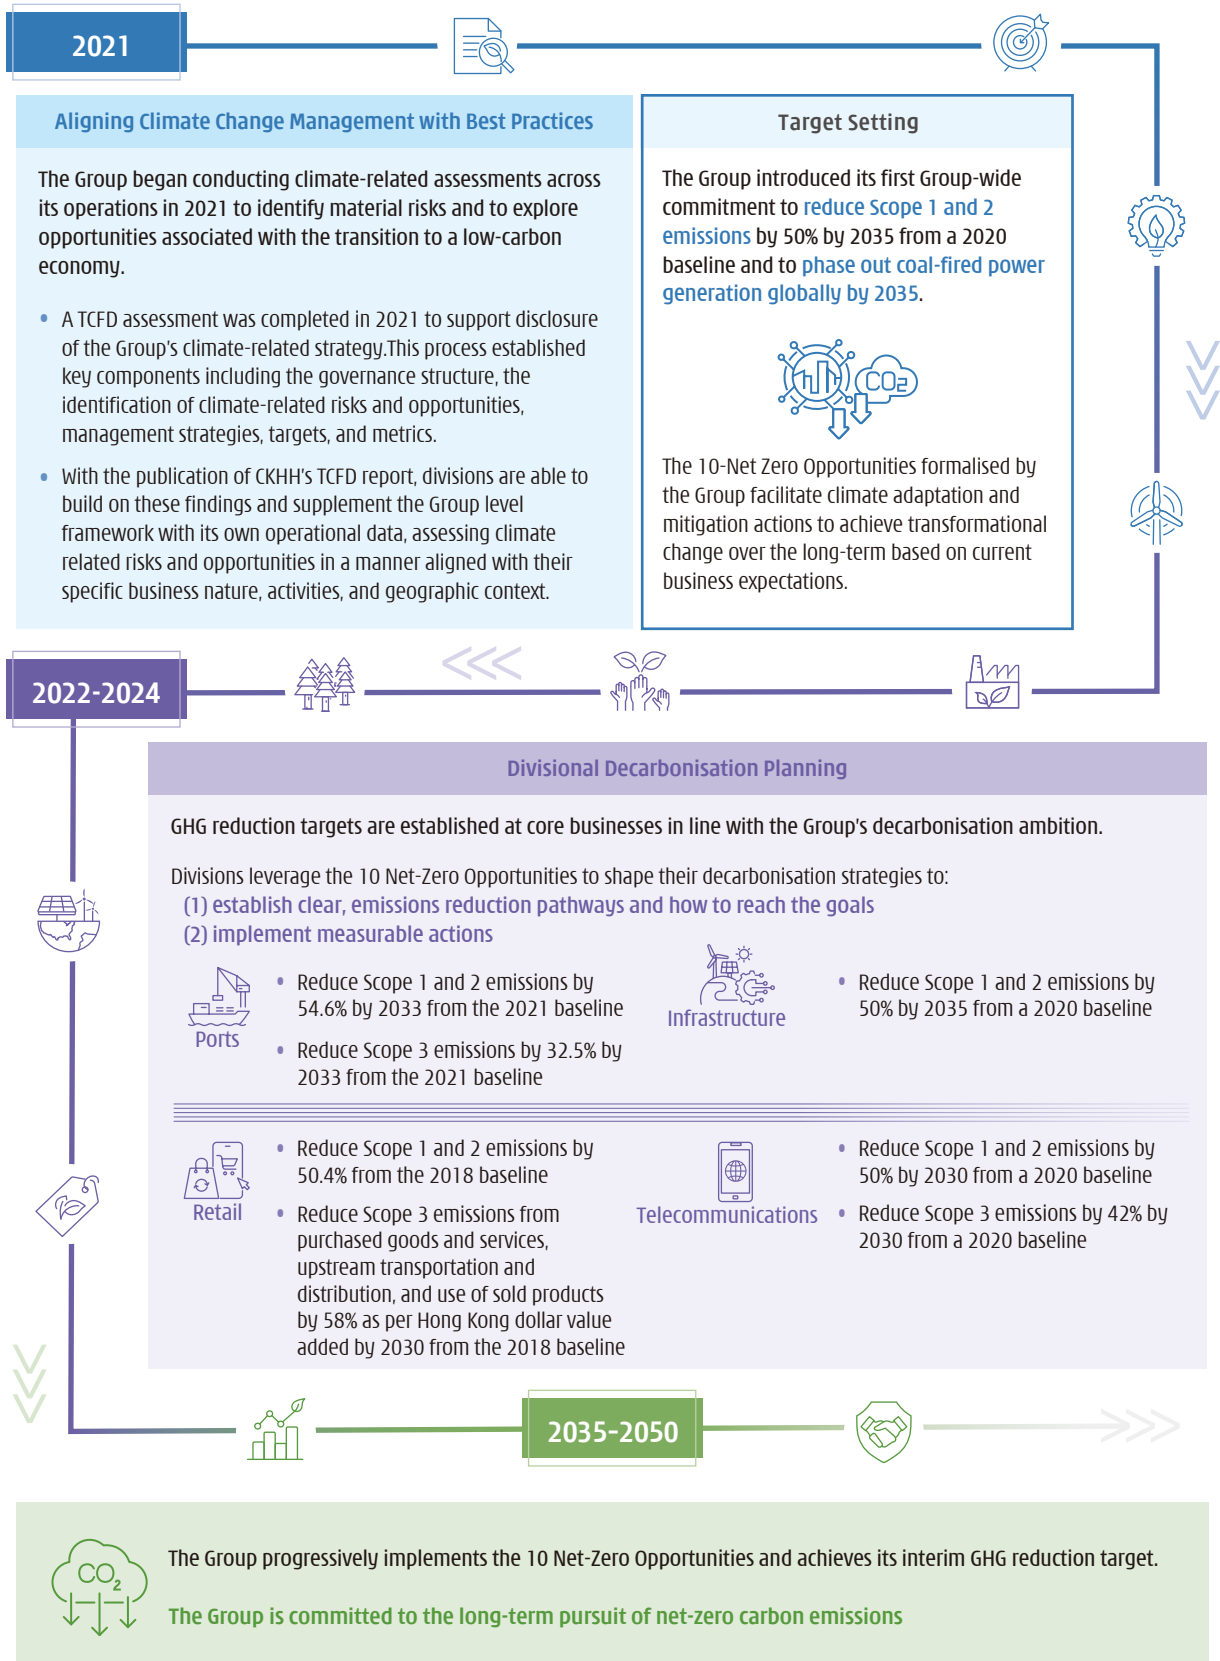 2021
Aligning Climate Change Management with Best Practices
The Group began conducting climate-related assessments across
its operations in 2021 to identify material risks and to explore
opportunities associated with the transition to a low-carbon
economy.
• A TCFD assessment was completed in 2021 to support disclosure
of the Group's climate-related strategy.This process established
key components including the governance structure, the
identification of climate-related risks and opportunities,
management strategies, targets, and metrics.
• With the publication of CKHH's TCFD report, divisions are able to
build on these findings and supplement the Group level
framework with its own operational data, assessing climate
related risks and opportunities in a manner aligned with their
specific business nature, activities, and geographic context.
Target Setting
The Group introduced its first Group-wide
commitment to reduce Scope 1 and 2
emissions by 50% by 2035 from a 2020
baseline and to phase out coal-fired power
generation globally by 2035.
CO2
The 10-Net Zero Opportunities formalised by
the Group facilitate climate adaptation and
mitigation actions to achieve transformational
change over the long-term based on current
business expectations.
2022-2024
Divisional Decarbonisation Planning
GHG reduction targets are established at core businesses in line with the Group's decarbonisation ambition.
Divisions leverage the 10 Net-Zero Opportunities to shape their decarbonisation strategies to:
(1) establish clear, emissions reduction pathways and how to reach the goals
(2) implement measurable actions
Ports
• Reduce Scope 1 and 2 emissions by
54.6% by 2033 from the 2021 baseline
• Reduce Scope 3 emissions by 32.5% by
2033 from the 2021 baseline
Infrastructure
• Reduce Scope 1 and 2 emissions by
50% by 2035 from a 2020 baseline
Retail
• Reduce Scope 1 and 2 emissions by
50.4% from the 2018 baseline
• Reduce Scope 3 emissions from
purchased goods and services,
upstream transportation and
distribution, and use of sold products
by 58% as per Hong Kong dollar value
added by 2030 from the 2018 baseline
Telecommunications
• Reduce Scope 1 and 2 emissions by
50% by 2030 from a 2020 baseline
• Reduce Scope 3 emissions by 42% by
2030 from a 2020 baseline
2035-2050
CO2
The Group progressively implements the 10 Net-Zero Opportunities and achieves its interim GHG reduction target.
The Group is committed to the long-term pursuit of net-zero carbon emissions